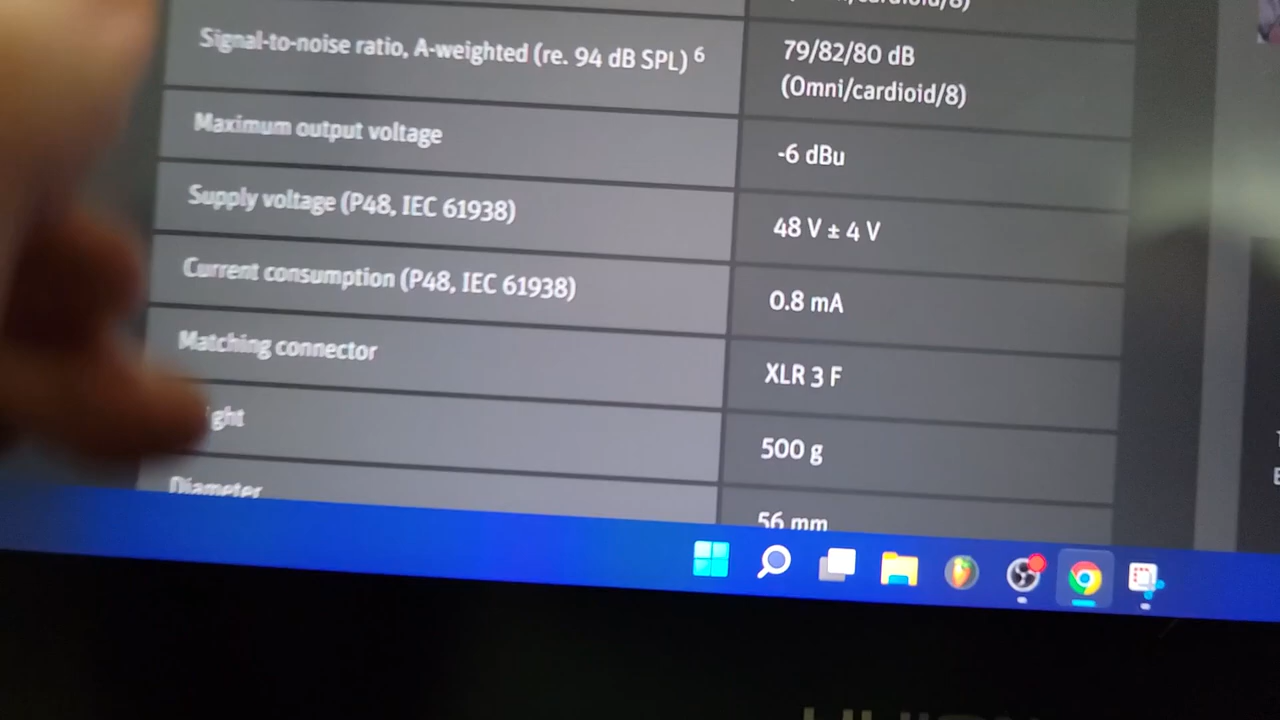 Signal-to-noise ratio, A-weighted (re. 94 dB SPL) 6
79/82/80 dB
(Omni/cardioid/8)
Maximum output voltage
-6 dBu
Supply voltage (P48, IEC 61938)
48 V ± 4 V
Current consumption (P48, IEC 61938)
0.8 mA
Matching connector
XLR 3 F
ght
500 g
Diameter
56 mm